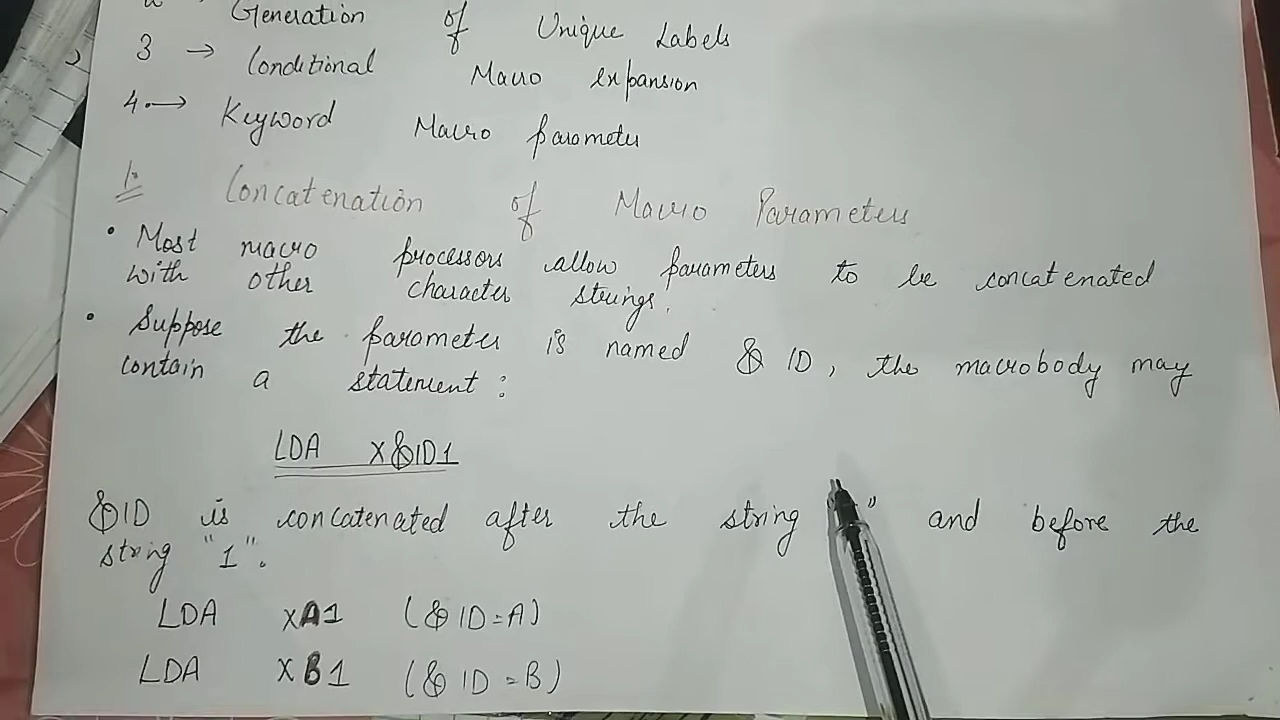 Generation of Unique Labels
3 → Conditional Macro expansion
4. → Keyword Macro parameter
1. Concatenation of Macro Parameters
• Most macro processors allow parameters to be concatenated
with other character strings.
• Suppose the parameter is named & ID, the macrobody may
contain a statement :
LDA X&ID1
&ID is concatenated after the string " and before the
string "1".
LDA XA1 (& ID=A)
LDA XB1 (& ID=B)